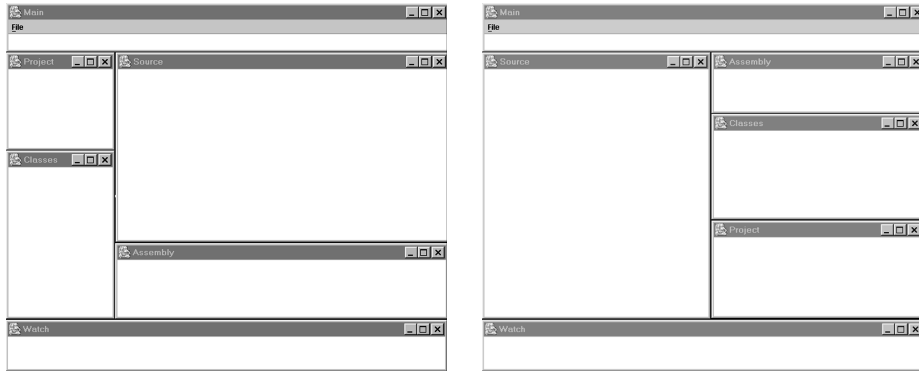 Main
File
Project
Source
Classes
Assembly
Watch
Main
File
Source
Assembly
Classes
Project
Watch